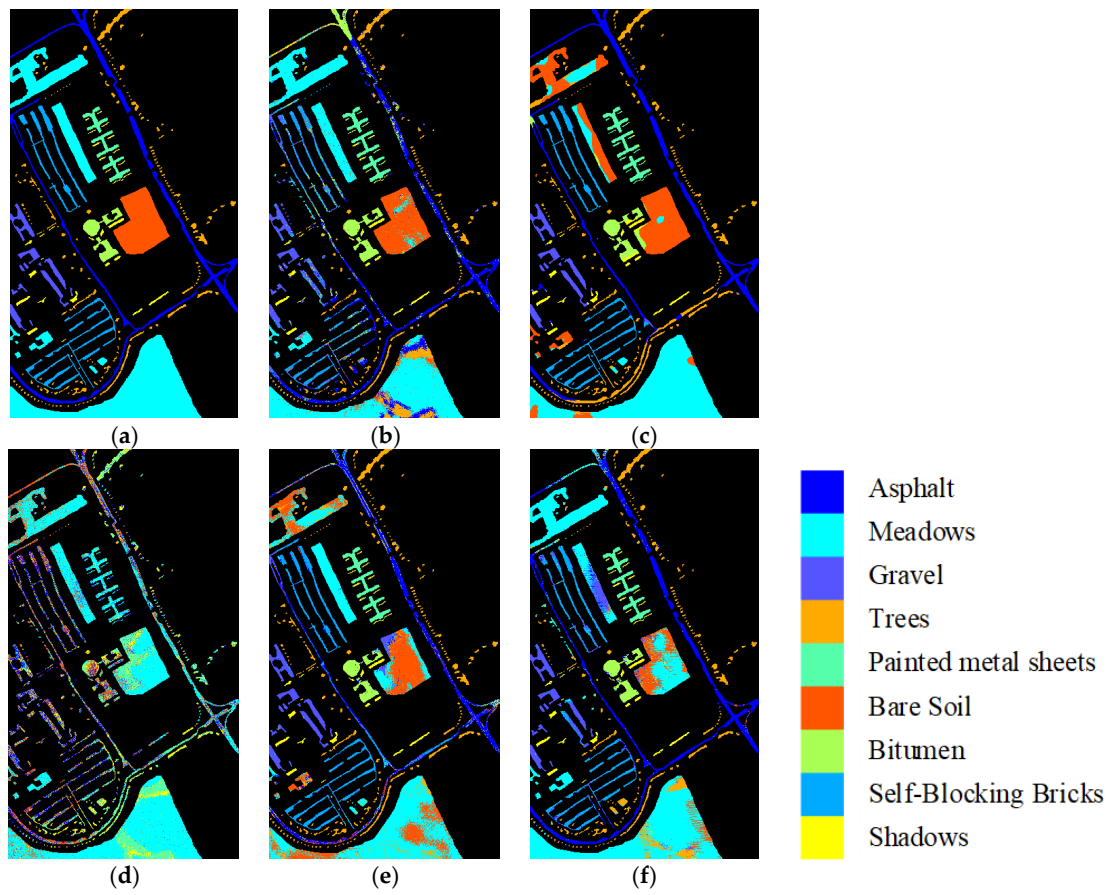 (a) (b) (c)
Asphalt
Meadows
Gravel
Trees
Painted metal sheets
Bare Soil
Bitumen
Self-Blocking Bricks
Shadows
(d) (e) (f)